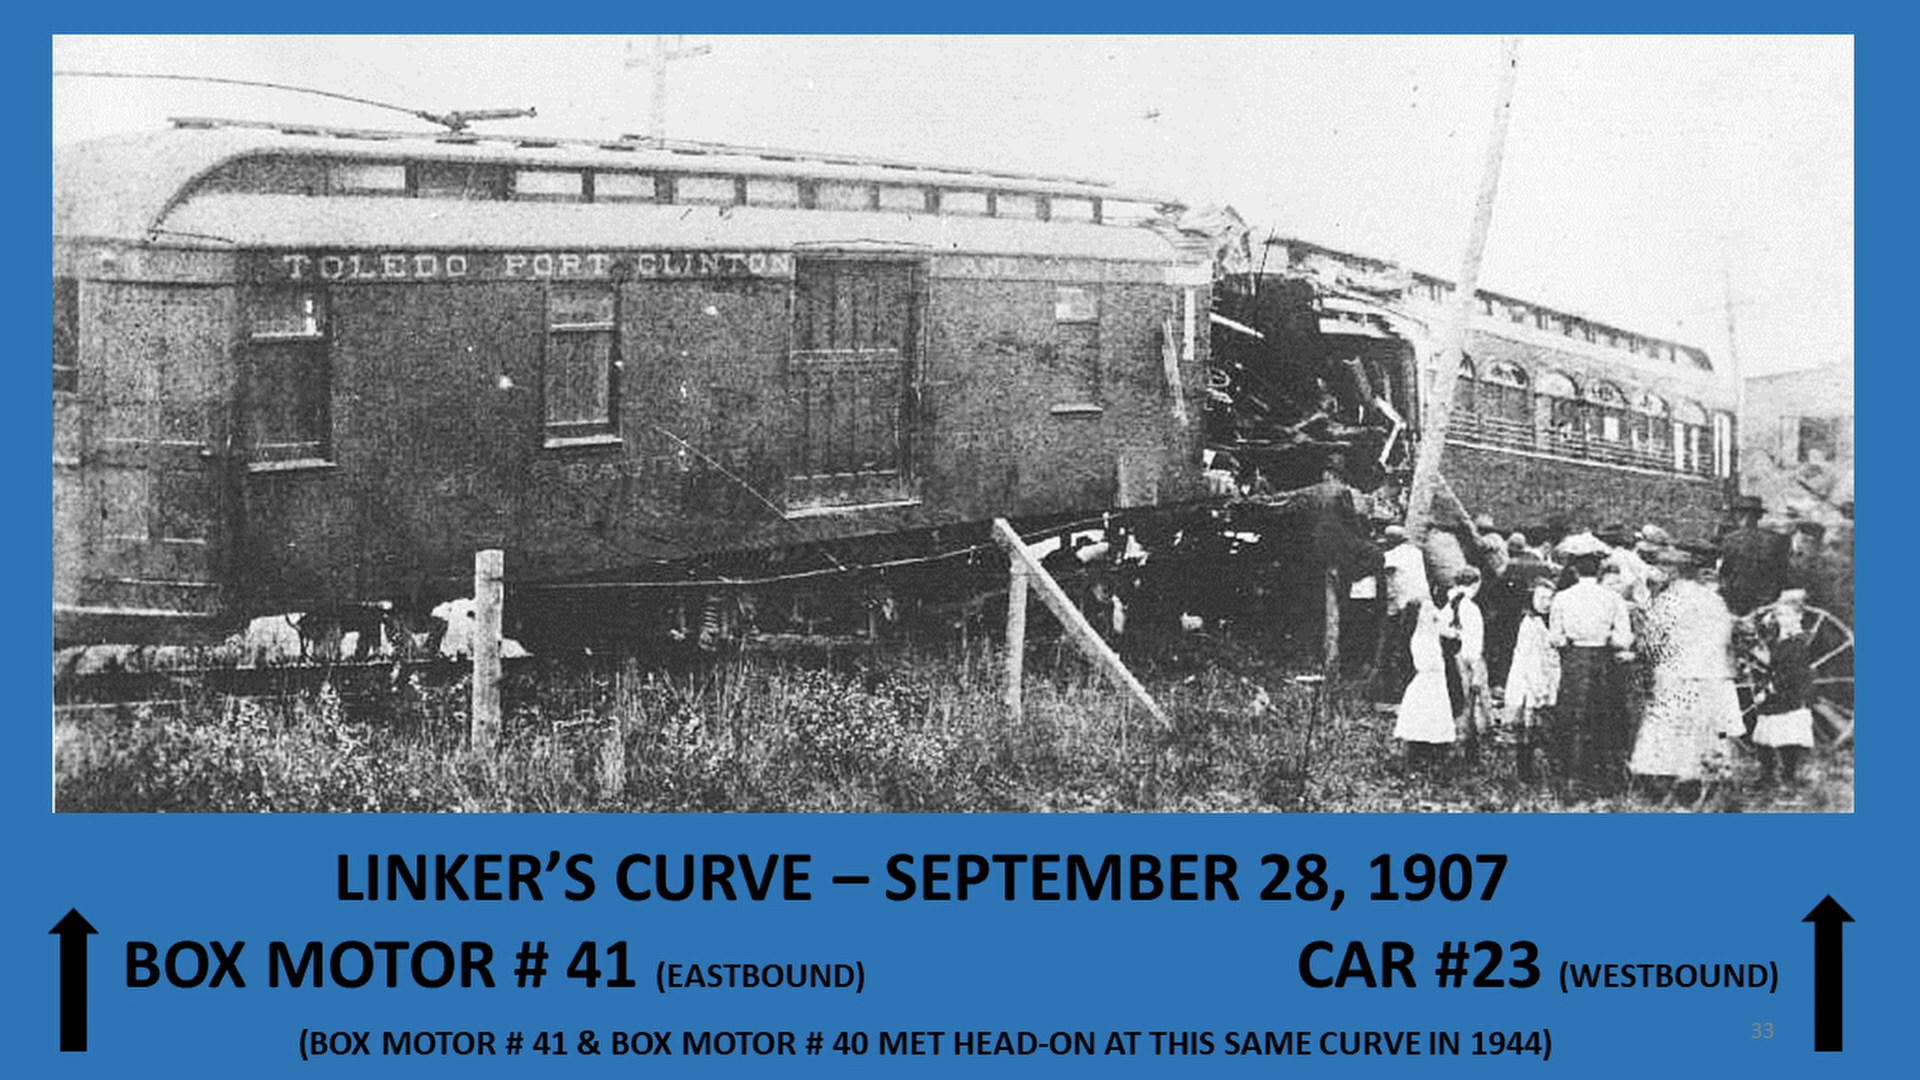 TOLEDO PORT CLINTON AND
LINKER’S CURVE – SEPTEMBER 28, 1907
BOX MOTOR # 41 (EASTBOUND) CAR #23 (WESTBOUND)
(BOX MOTOR # 41 & BOX MOTOR # 40 MET HEAD-ON AT THIS SAME CURVE IN 1944)
33